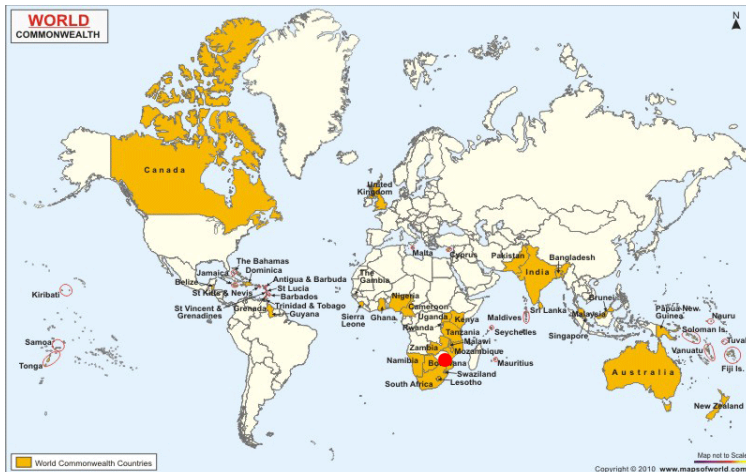 WORLD
COMMONWEALTH
N
Canada
United
Kingdom
Malta
Cyprus
Pakistan
Bangladesh
India
The Bahamas
Jamaica
Dominica
Belize
Antigua & Barbuda
St Kitts & Nevis
St Lucia
Barbados
St Vincent &
Grenadines
Grenada
Trinidad & Tobago
Guyana
Kiribati
Samoa
Tonga
The
Gambia
Sierra
Leone
Ghana
Nigeria
Cameroon
Uganda
Kenya
Rwanda
Tanzania
Malawi
Zambia
Mozambique
Namibia
Swaziland
South Africa
Lesotho
Maldives
Seychelles
Mauritius
Sri Lanka
Brunei
Malaysia
Singapore
Papua New
Guinea
Nauru
Soloman Is.
Tuval
Vanuatu
Fiji Is.
Australia
New Zealand
World Commonwealth Countries
Map not to Scale
Copyright © 2010 www.mapsofworld.com